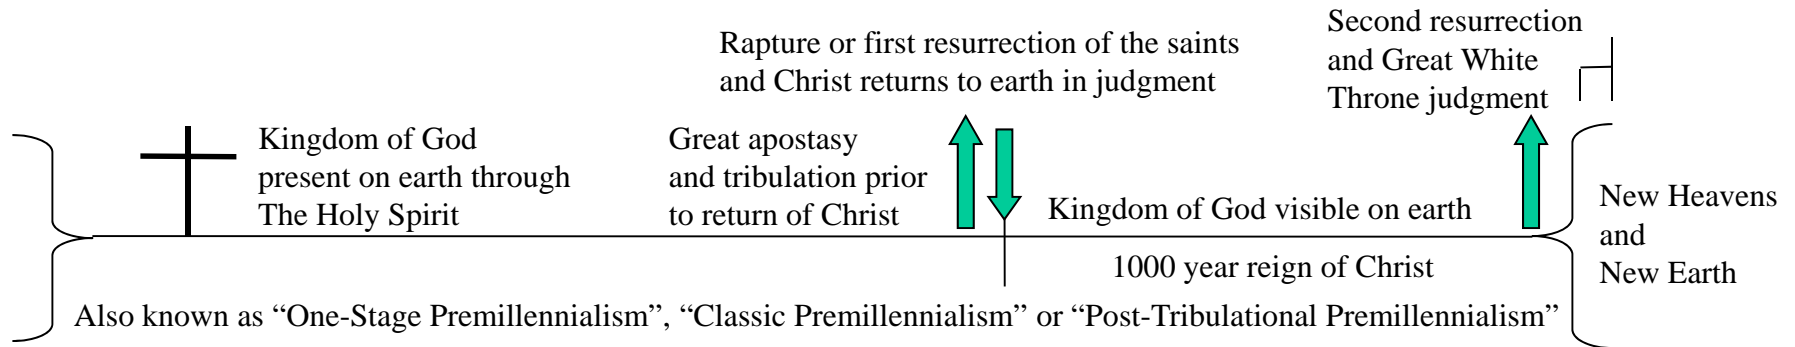 Rapture or first resurrection of the saints
and Christ returns to earth in judgment
Second resurrection
and Great White
Throne judgment
Kingdom of God
present on earth through
The Holy Spirit
Great apostasy
and tribulation prior
to return of Christ
Kingdom of God visible on earth
1000 year reign of Christ
New Heavens
and
New Earth
Also known as “One-Stage Premillennialism”, “Classic Premillennialism” or “Post-Tribulational Premillennialism”